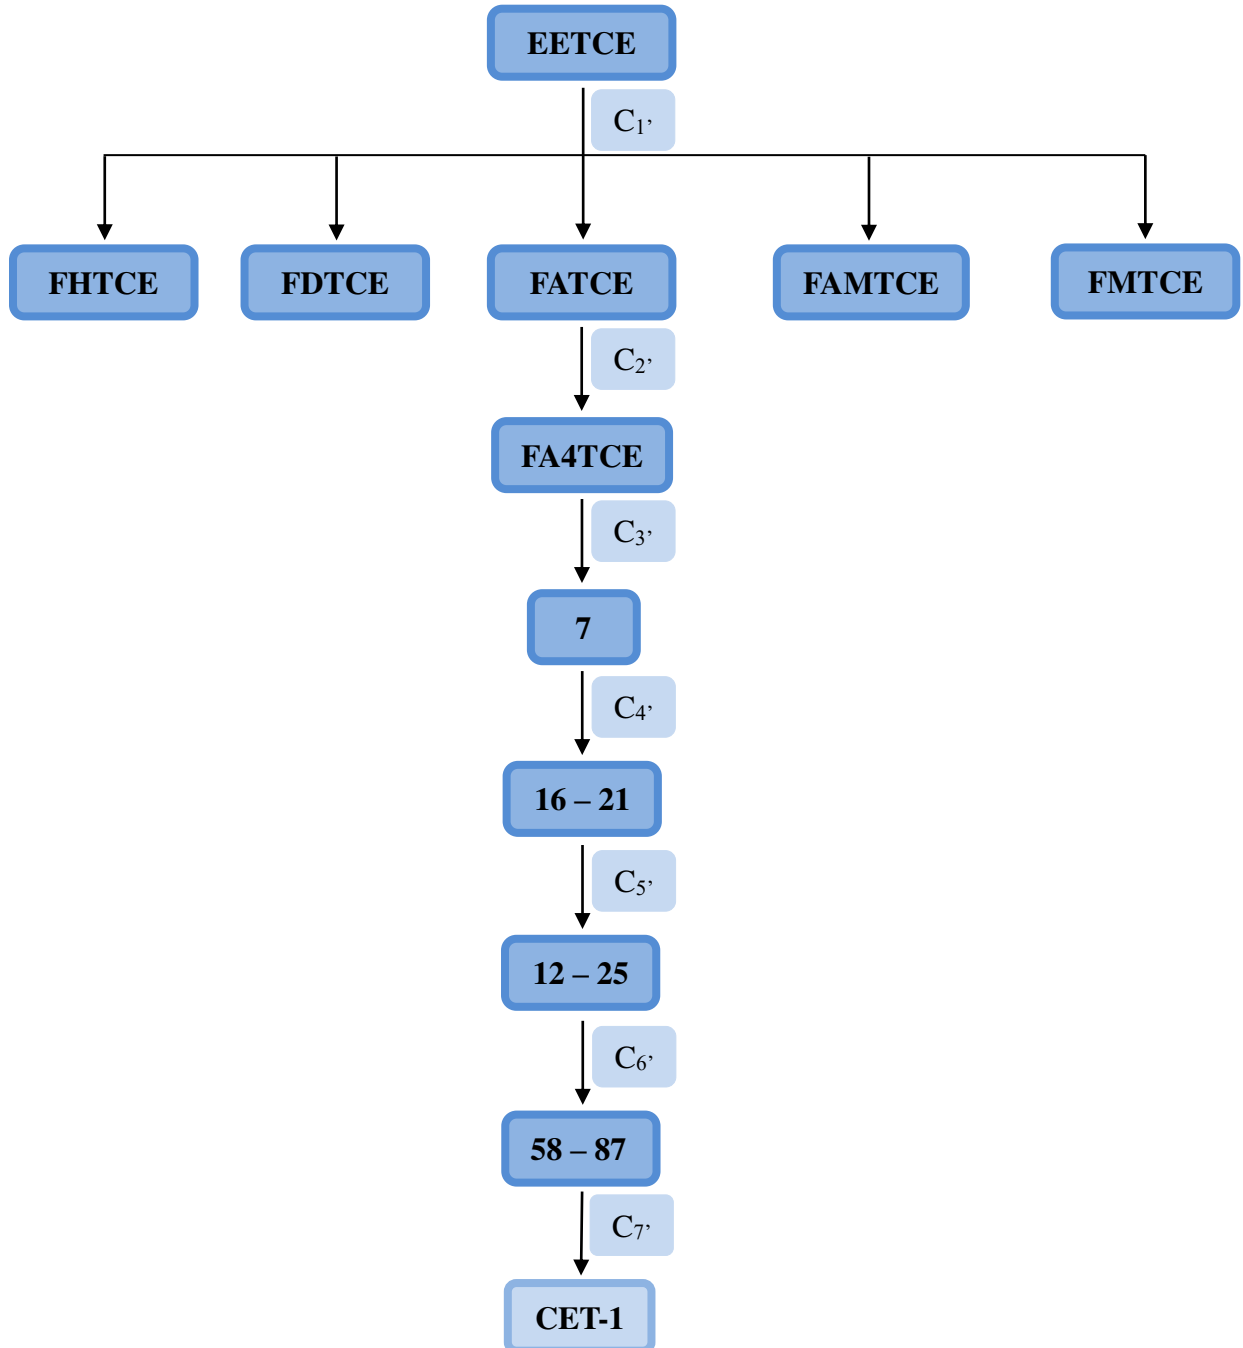 EETCE
C1’
FHTCE FDTCE FATCE FAMTCE FMTCE
C2’
FA4TCE
C3’
7
C4’
16 – 21
C5’
12 – 25
C6’
58 – 87
C7’
CET-1